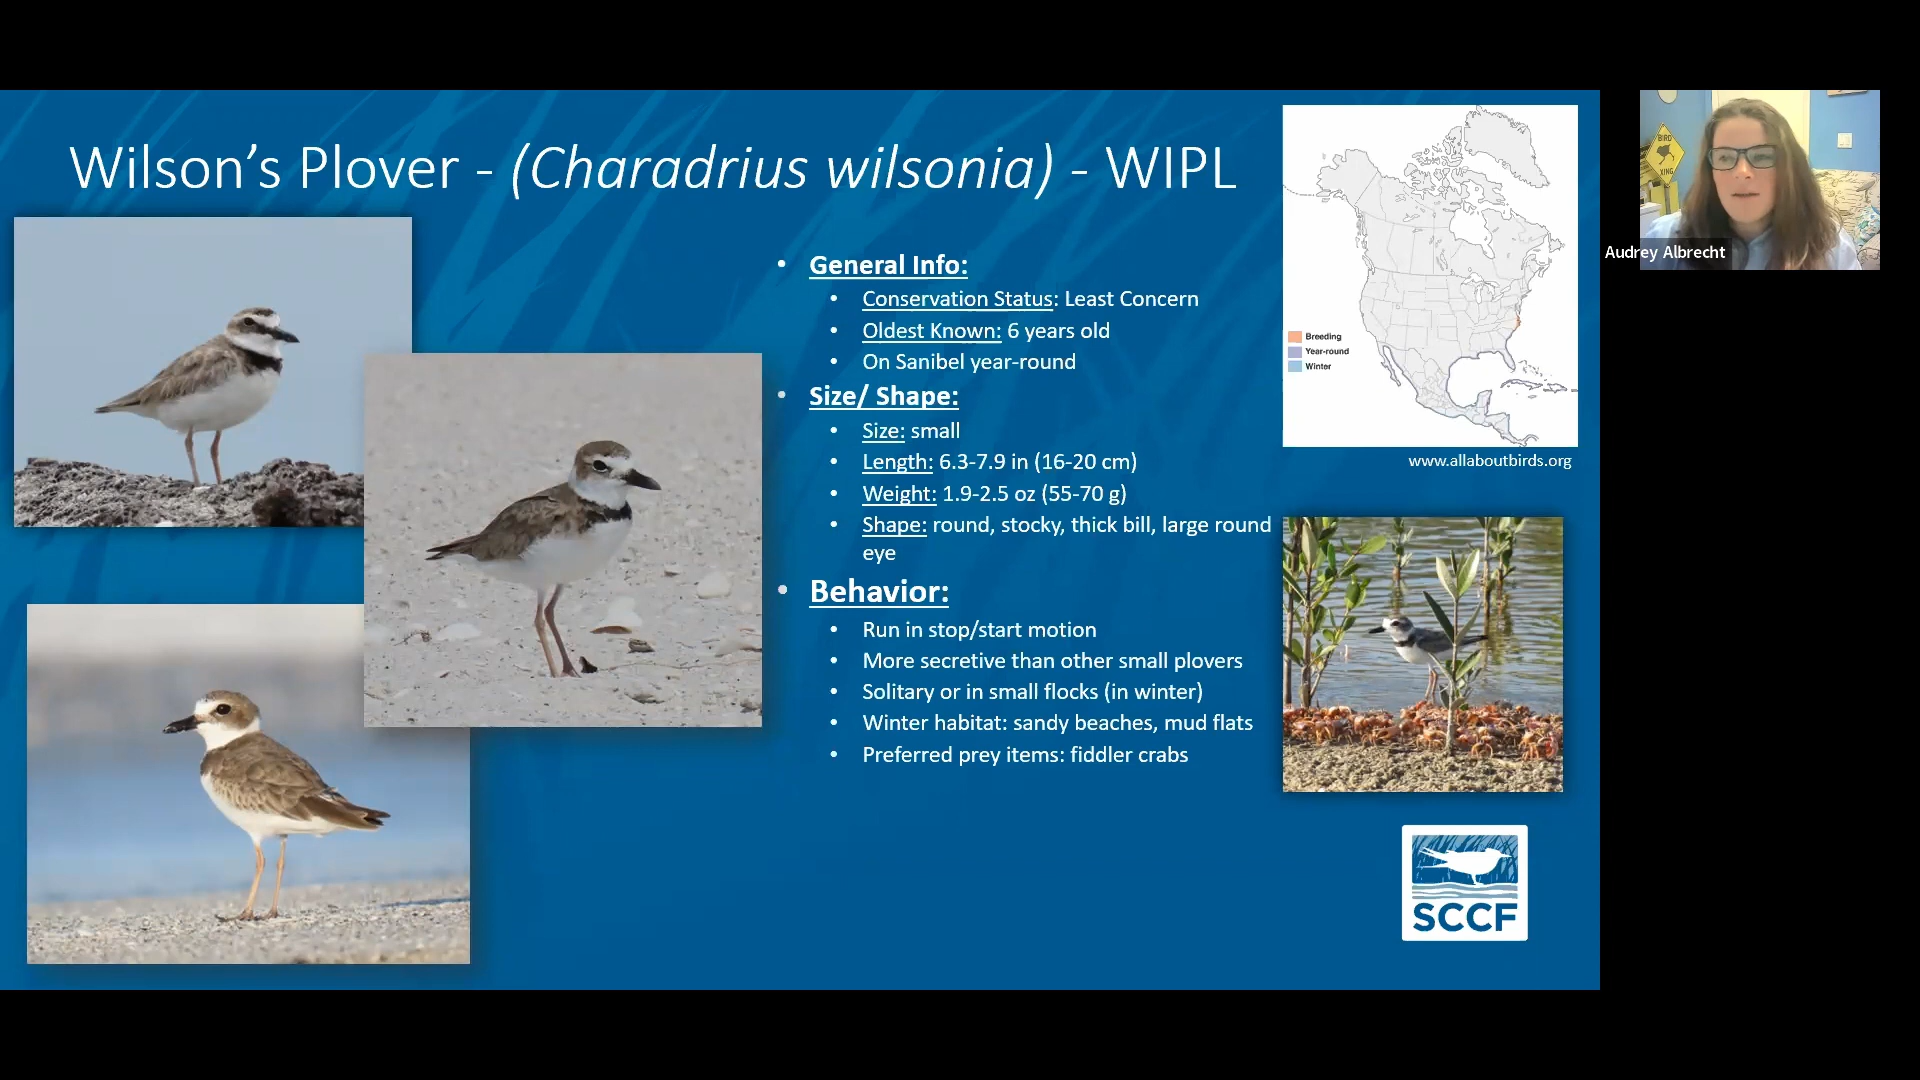 Wilson’s Plover - (Charadrius wilsonia) - WIPL
• General Info:
• Conservation Status: Least Concern
• Oldest Known: 6 years old
• On Sanibel year-round
• Size/ Shape:
• Size: small
• Length: 6.3-7.9 in (16-20 cm)
• Weight: 1.9-2.5 oz (55-70 g)
• Shape: round, stocky, thick bill, large round
eye
• Behavior:
• Run in stop/start motion
• More secretive than other small plovers
• Solitary or in small flocks (in winter)
• Winter habitat: sandy beaches, mud flats
• Preferred prey items: fiddler crabs
Breeding
Year-round
Winter
www.allaboutbirds.org
SCCF
BIRD
XING
Audrey Albrecht